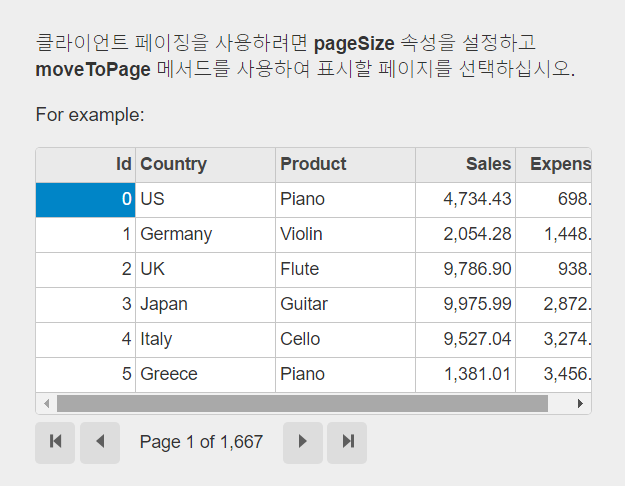 클라이언트 페이징을 사용하려면 pageSize 속성을 설정하고
moveToPage 메서드를 사용하여 표시할 페이지를 선택하십시오.
For example:
Id Country Product Sales Expens
0 US Piano 4,734.43 698.
1 Germany Violin 2,054.28 1,448.
2 UK Flute 9,786.90 938.
3 Japan Guitar 9,975.99 2,872.
4 Italy Cello 9,527.04 3,274.
5 Greece Piano 1,381.01 3,456.
Page 1 of 1,667